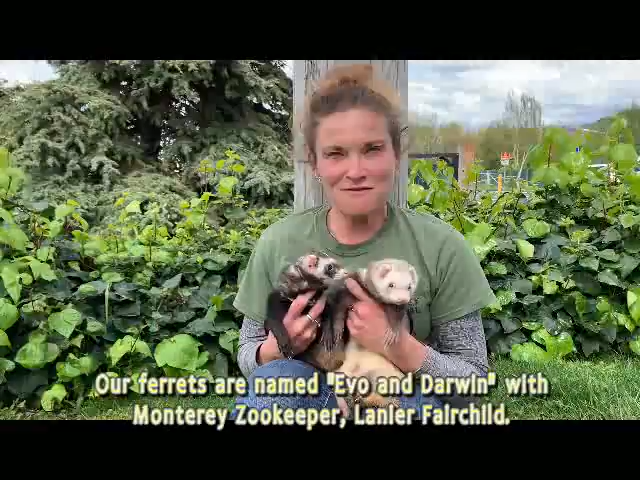 Our ferrets are named "Evo and Darwin" with
Monterey Zookeeper, Lanier Fairchild.